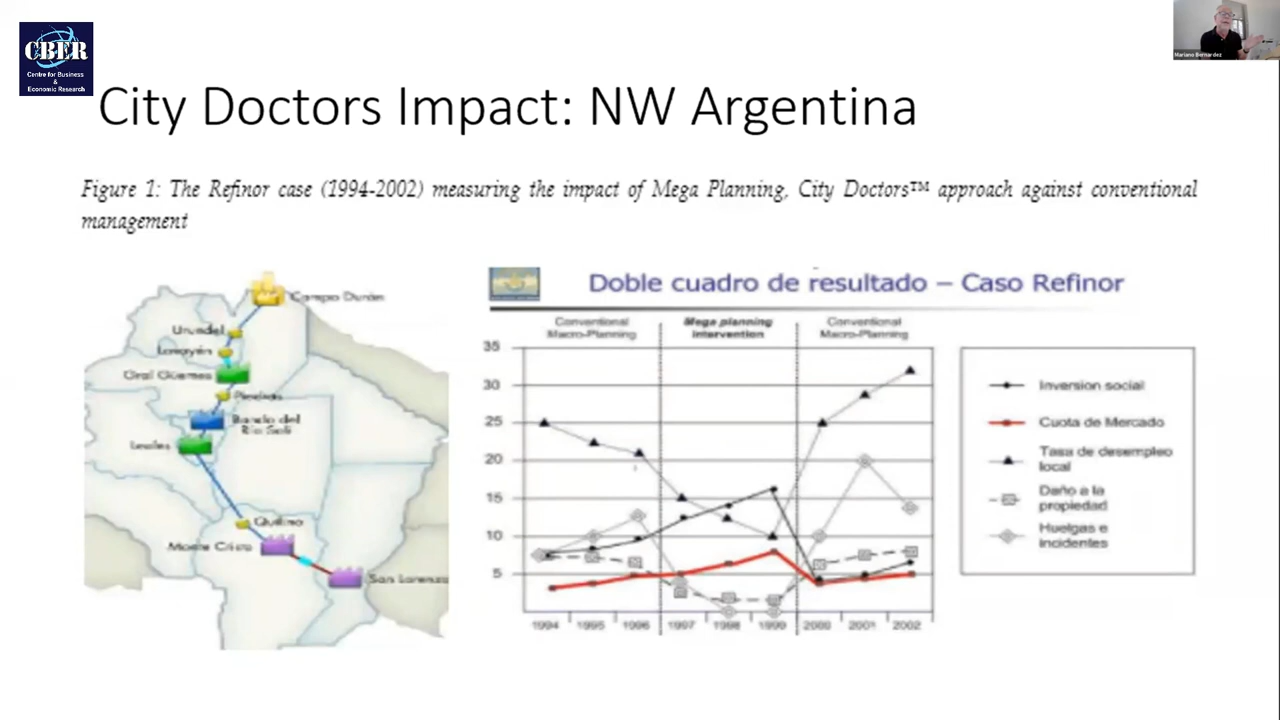 CBER
Centre for Business
&
Economic Research
Mariano Bernardez
City Doctors Impact: NW Argentina
Figure 1: The Refinor case (1994-2002) measuring the impact of Mega Planning, City Doctors™ approach against conventional
management
Campo Durán
Urundel
Lumayén
Gral Güemes
Piedras
Banda del
Río Salí
Leales
Quilino
Monte Cristo
San Lorenzo
Doble cuadro de resultado – Caso Refinor
Conventional
Macro-Planning
Mega planning
intervention
Conventional
Macro-Planning
35
30
25
20
15
10
5
1994
1995
1996
1997
1998
1999
2000
2001
2002
Inversion social
Cuota de Mercado
Tasa de desempleo
local
Daño a la
propiedad
Huelgas e
incidentes